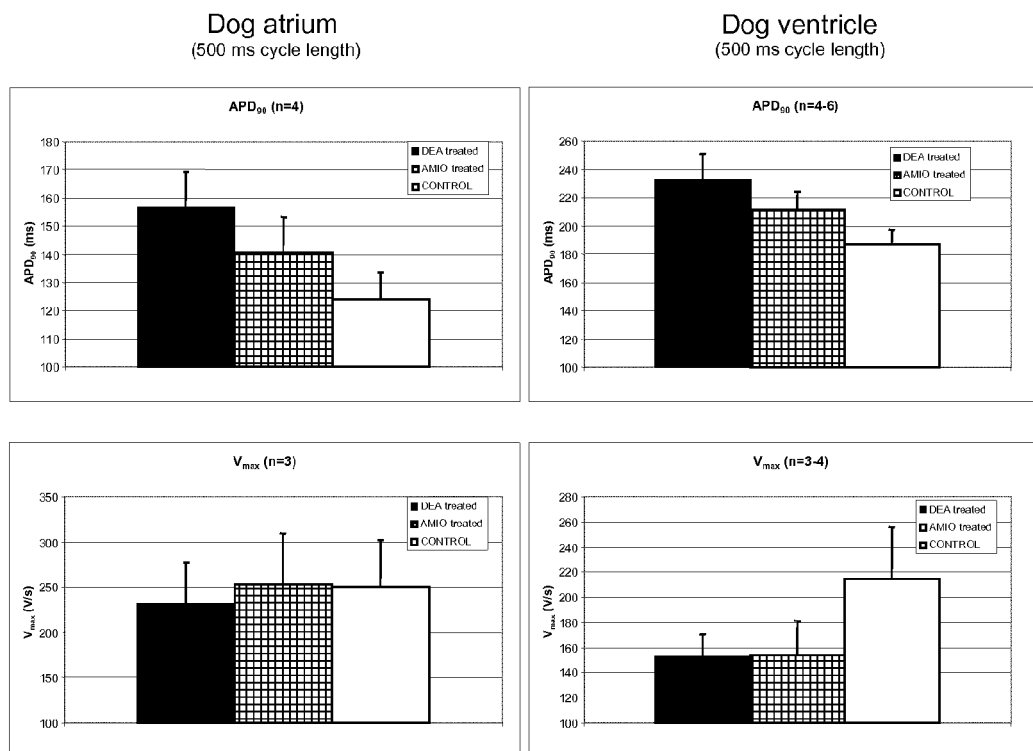 Dog atrium
(500 ms cycle length)
Dog ventricle
(500 ms cycle length)
APD90 (n=4)
180
170
160
150
140
130
120
110
100
APD90 (ms)
DEA treated
AMIO treated
CONTROL
APD90 (n=4-6)
260
240
220
200
180
160
140
120
100
APD90 (ms)
DEA treated
AMIO treated
CONTROL
Vmax (n=3)
350
300
250
200
150
100
Vmax (V/s)
DEA treated
AMIO treated
CONTROL
Vmax (n=3-4)
280
260
240
220
200
180
160
140
120
100
Vmax (V/s)
DEA treated
AMIO treated
CONTROL